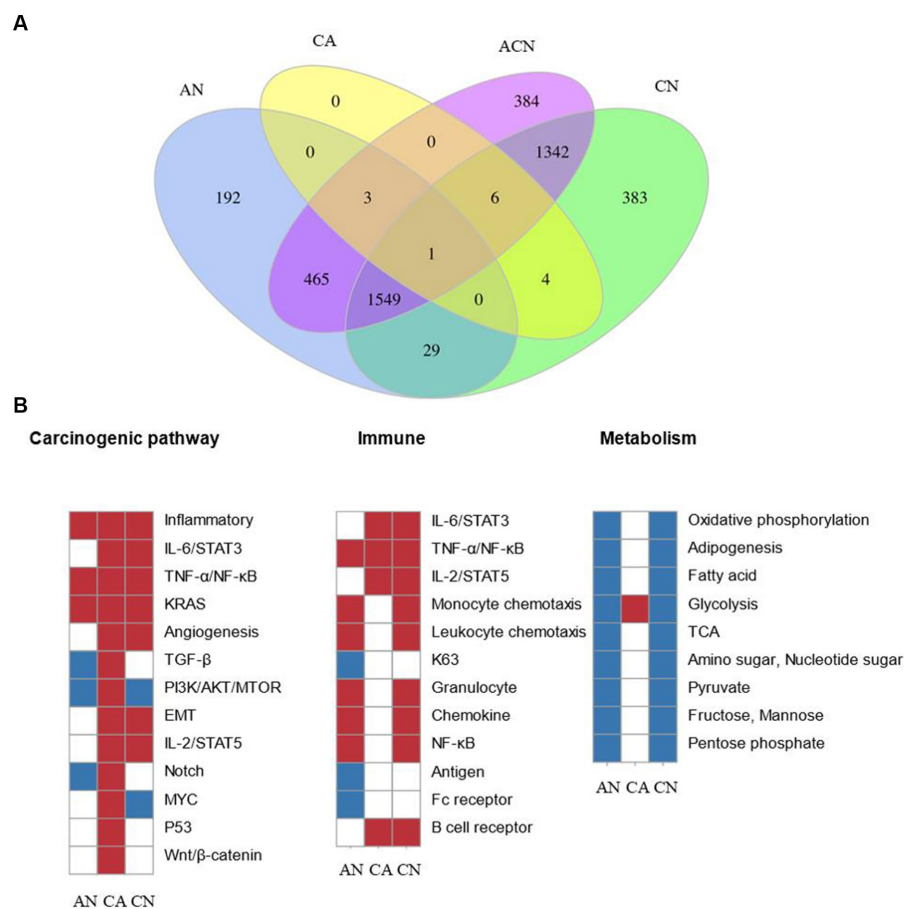 A
CA
ACN
AN
CN
0
384
0
0
1342
192
3
6
383
1
465
4
1549
0
29
B
Carcinogenic pathway
Immune
Metabolism
Inflammatory
IL-6/STAT3
TNF-α/NF-κB
KRAS
Angiogenesis
TGF-β
PI3K/AKT/MTOR
EMT
IL-2/STAT5
Notch
MYC
P53
Wnt/β-catenin
AN CA CN
IL-6/STAT3
TNF-α/NF-κB
IL-2/STAT5
Monocyte chemotaxis
Leukocyte chemotaxis
K63
Granulocyte
Chemokine
NF-κB
Antigen
Fc receptor
B cell receptor
AN CA CN
Oxidative phosphorylation
Adipogenesis
Fatty acid
Glycolysis
TCA
Amino sugar, Nucleotide sugar
Pyruvate
Fructose, Mannose
Pentose phosphate
AN CA CN